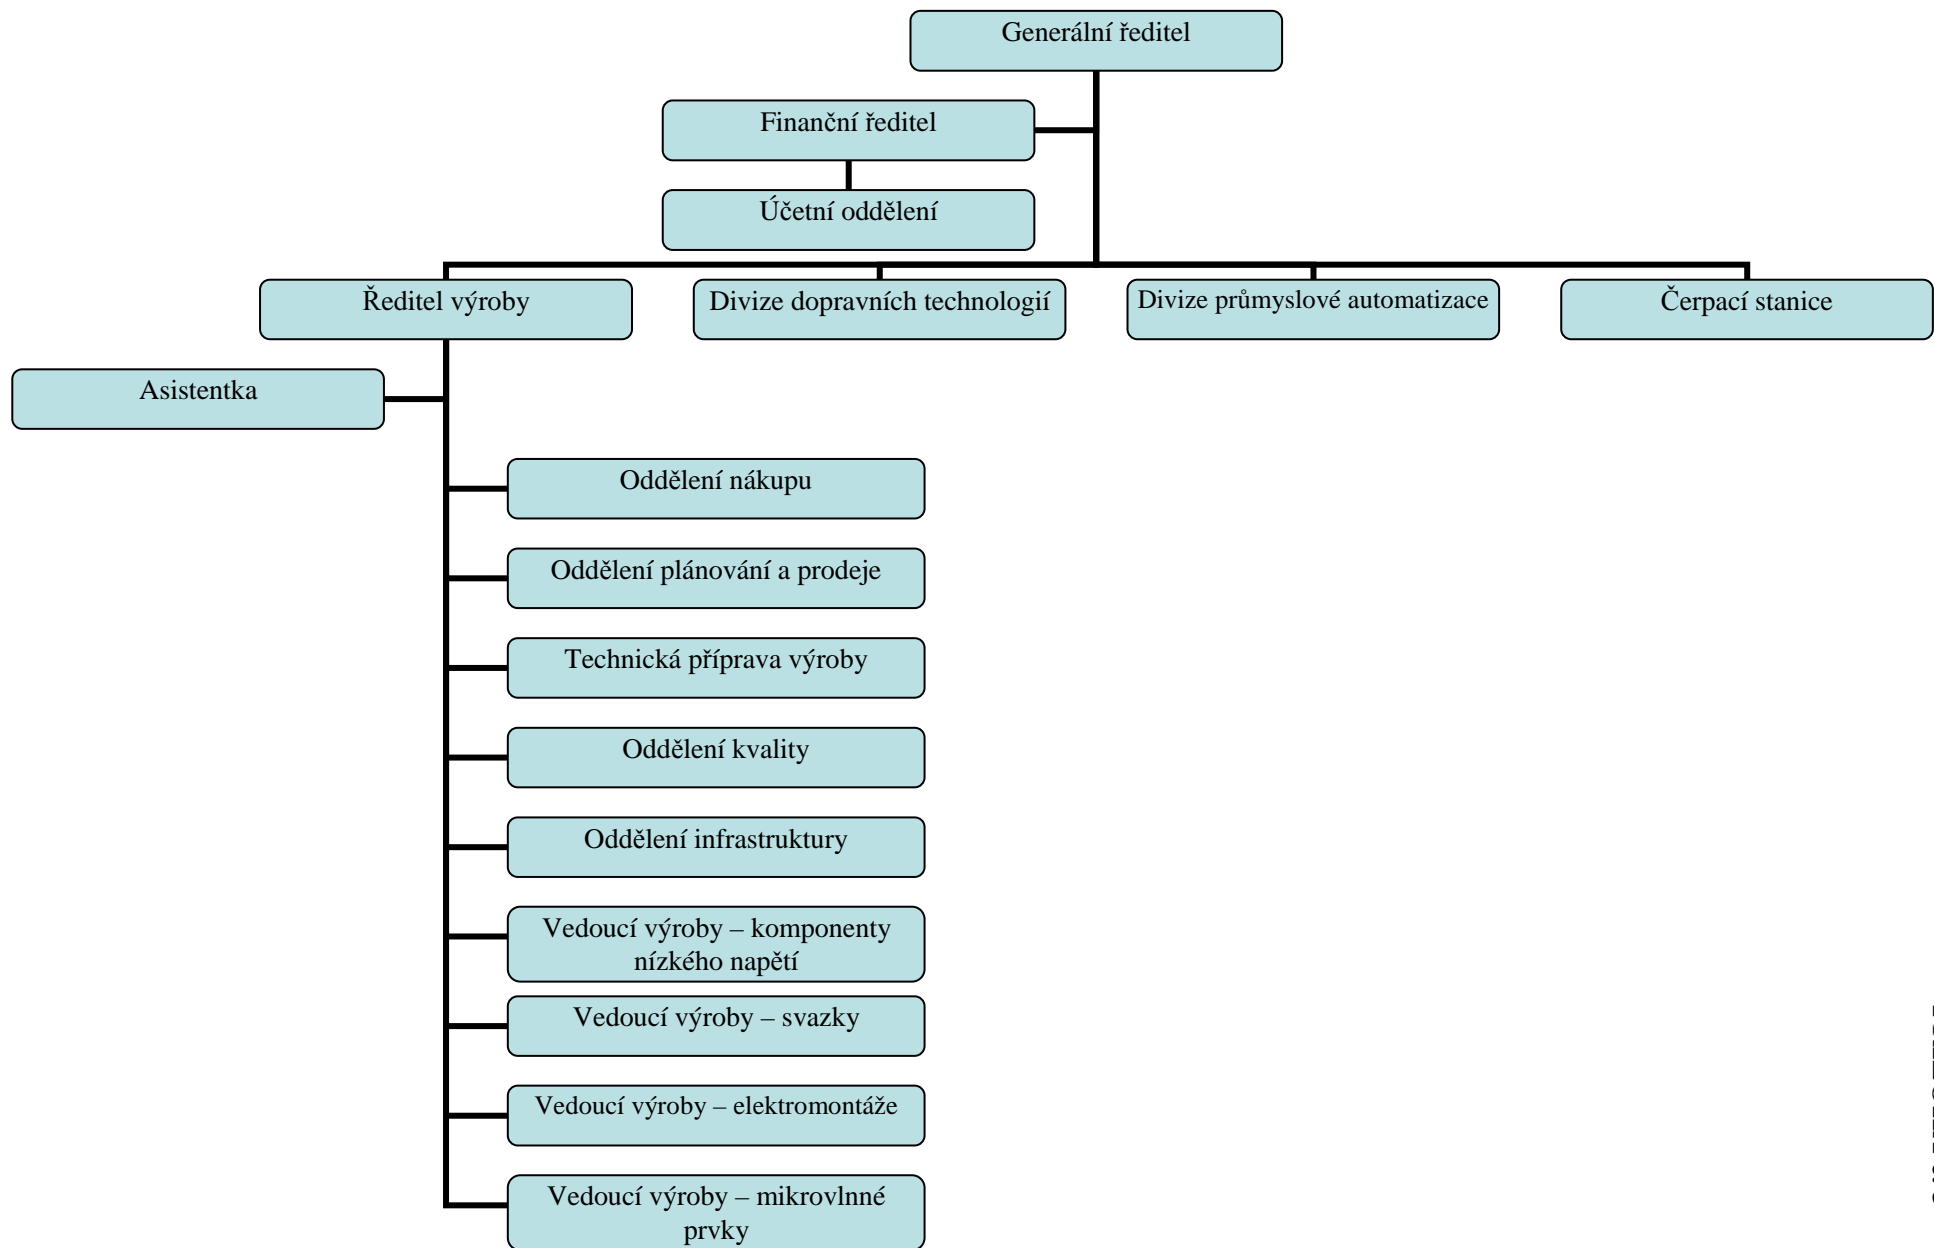 Generální ředitel
Finanční ředitel
Účetní oddělení
Ředitel výroby
Divize dopravních technologií
Divize průmyslové automatizace
Čerpací stanice
Asistentka
Oddělení nákupu
Oddělení plánování a prodeje
Technická příprava výroby
Oddělení kvality
Oddělení infrastruktury
Vedoucí výroby – komponenty
nízkého napětí
Vedoucí výroby – svazky
Vedoucí výroby – elektromontáže
Vedoucí výroby – mikrovlnné
prvky